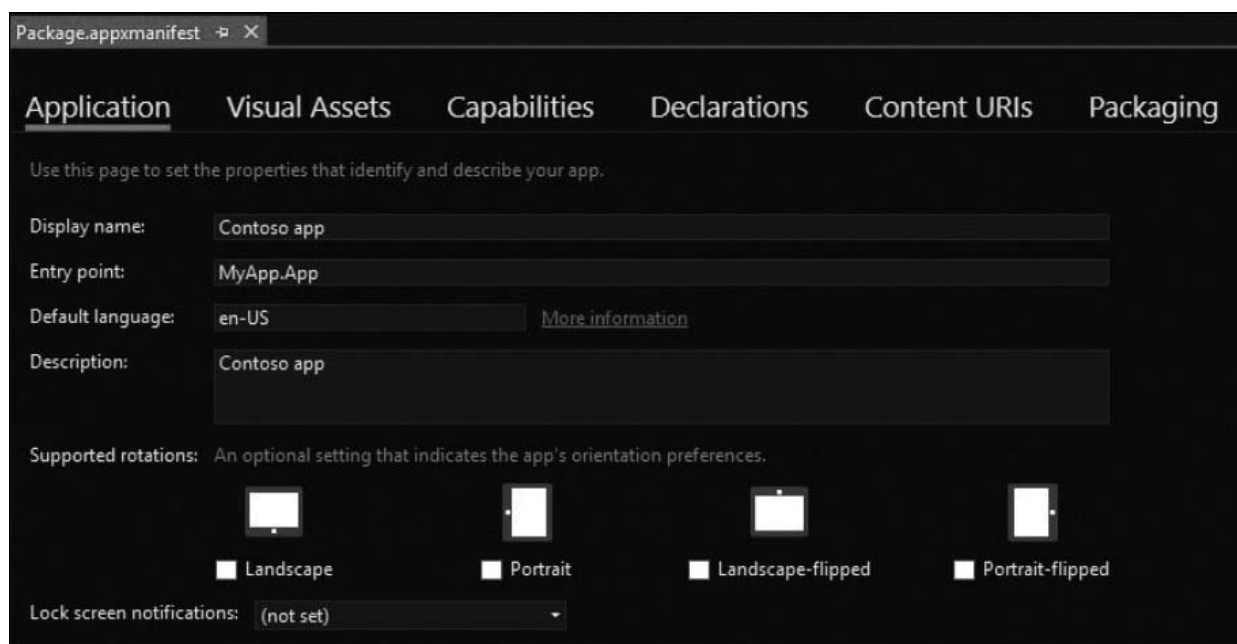 Package.appxmanifest
Application Visual Assets Capabilities Declarations Content URIs Packaging
Use this page to set the properties that identify and describe your app.
Display name: Contoso app
Entry point: MyApp.App
Default language: en-US More information
Description: Contoso app
Supported rotations: An optional setting that indicates the app's orientation preferences.
Landscape Portrait Landscape-flipped Portrait-flipped
Lock screen notifications: (not set)